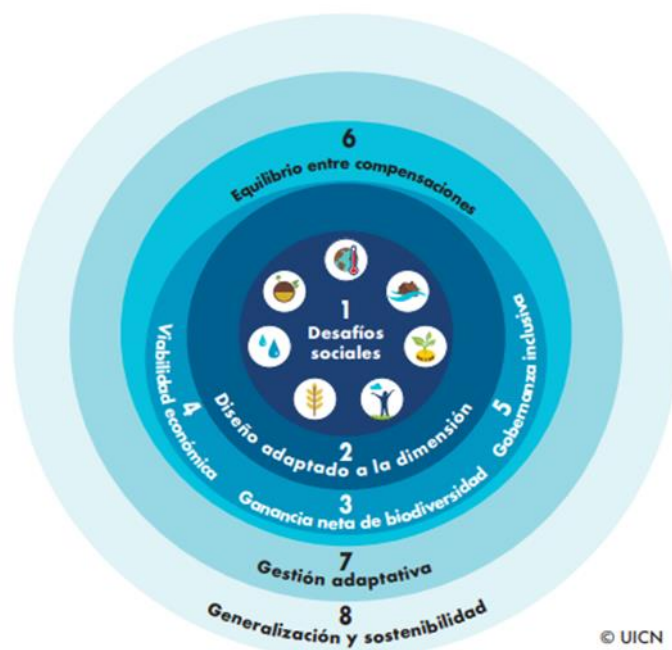 6
Equilibrio entre compensaciones
1
Desafíos
sociales
4
Viabilidad económica
5
Gobernanza inclusiva
Diseño adaptado a la dimensión
2
3
Ganancia neta de biodiversidad
7
Gestión adaptativa
8
Generalización y sostenibilidad
© UICN